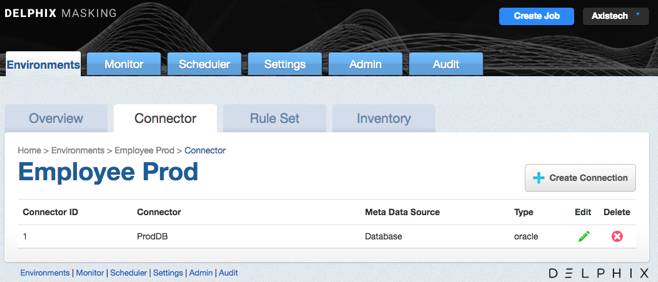 DELPHIX MASKING
Create Job
Axistech
Environments Monitor Scheduler Settings Admin Audit
Overview Connector Rule Set Inventory
Home > Environments > Employee Prod > Connector
Employee Prod
Create Connection
Connector ID Connector Meta Data Source Type Edit Delete
1 ProdDB Database oracle
Environments | Monitor | Scheduler | Settings | Admin | Audit
DELPHIX